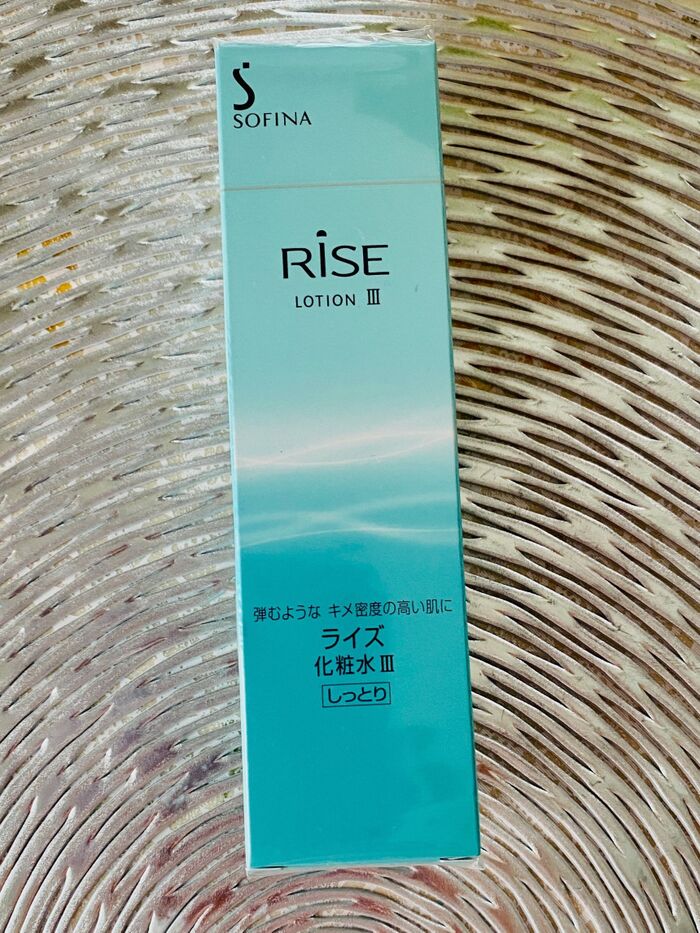 SOFINA
RiSE
LOTION Ⅲ
弾むような キメ密度の高い肌に
ライズ
化粧水Ⅲ
しっとり